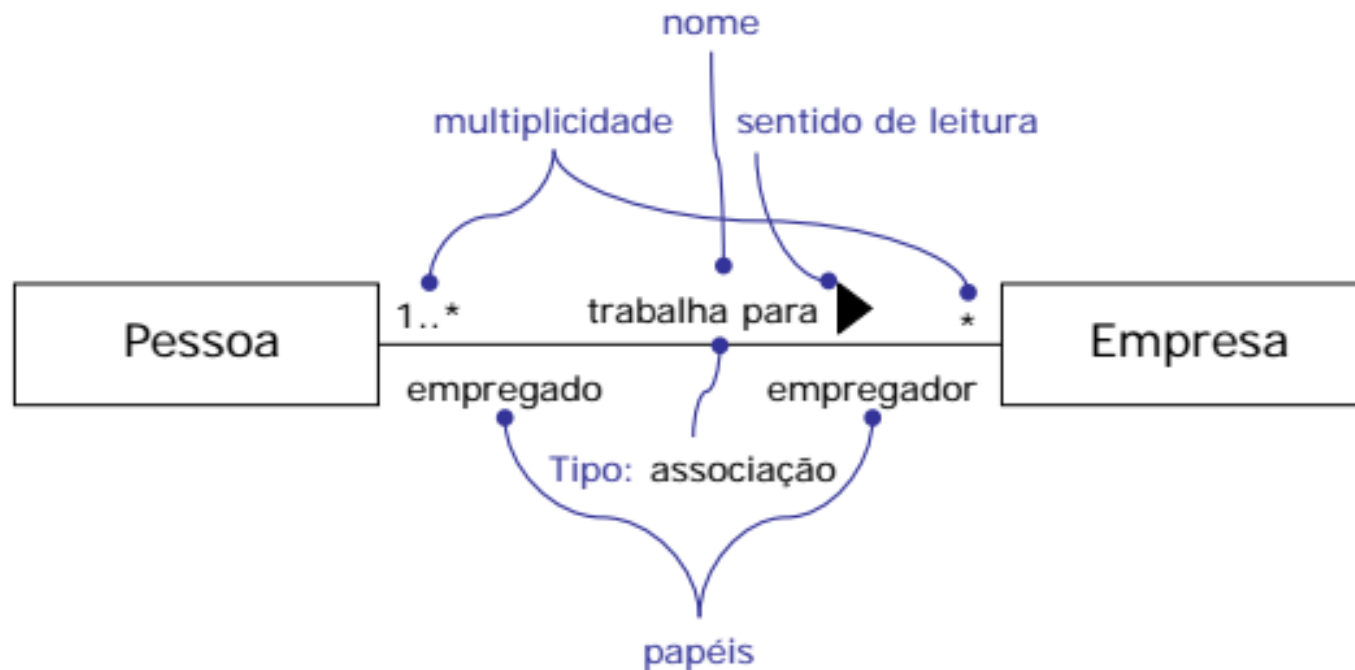 nome
multiplicidade
sentido de leitura
Pessoa
1..*
trabalha para
*
Empresa
empregado
empregador
Tipo: associação
papéis